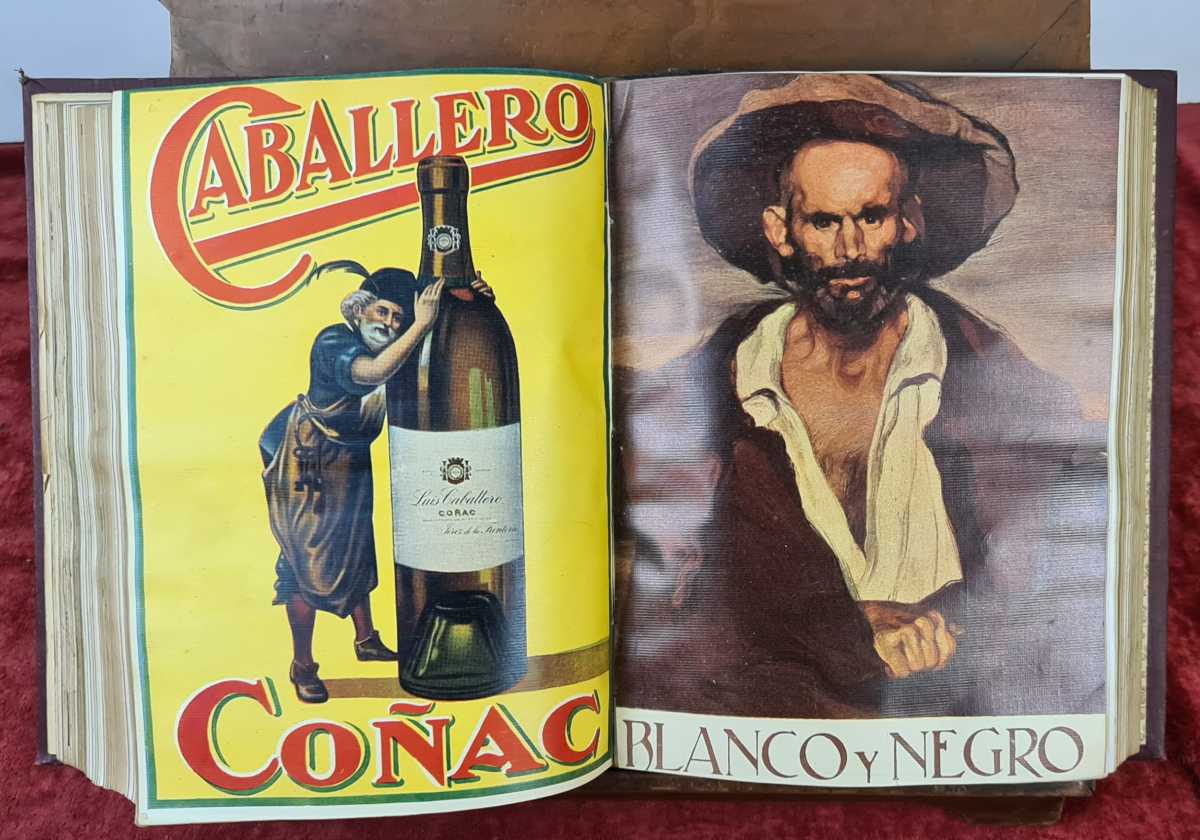 CABALLERO
Luis Caballero
COÑAC
Jerez de la Frontera
COÑAC
BLANCO Y NEGRO